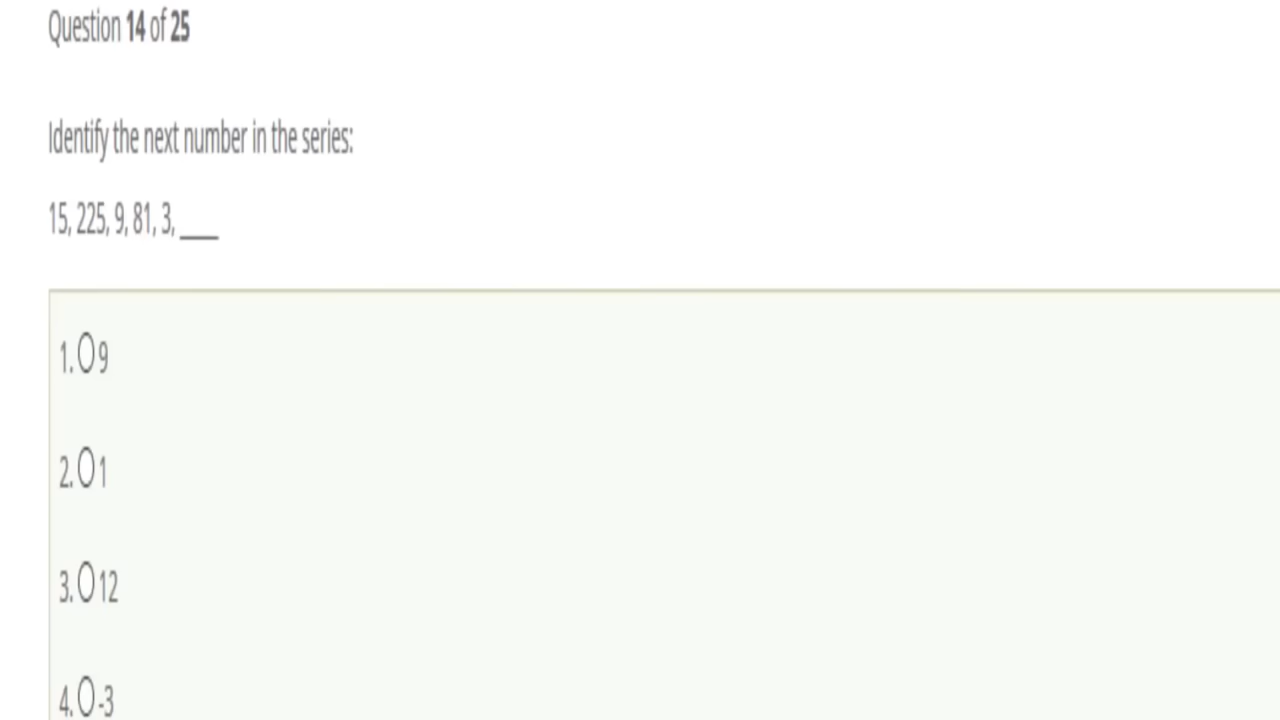 Question 14 of 25
Identify the next number in the series:
15, 225, 9, 81, 3, ____
1. 9
2. 1
3. 12
4. -3